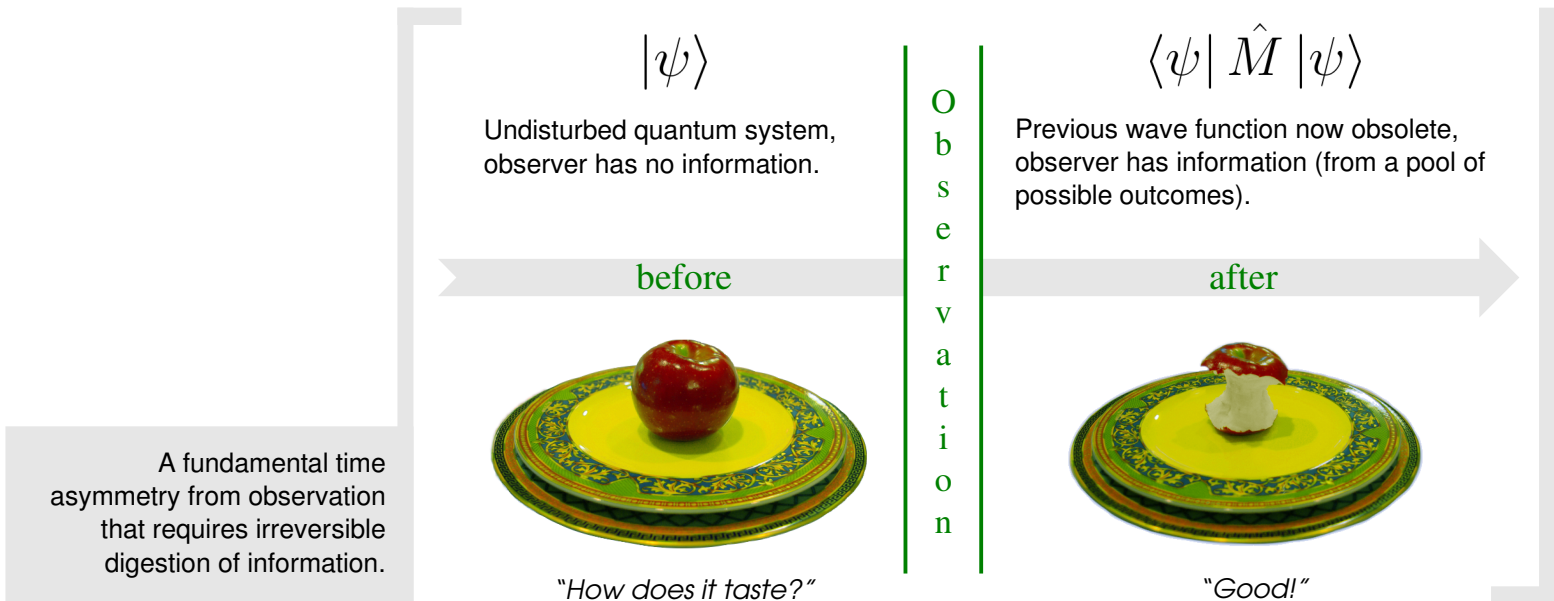 |ψ⟩
Undisturbed quantum system,
observer has no information.
Observation
⟨ψ| M̂ |ψ⟩
Previous wave function now obsolete,
observer has information (from a pool of
possible outcomes).
before
after
A fundamental time
asymmetry from observation
that requires irreversible
digestion of information.
“How does it taste?”
“Good!”